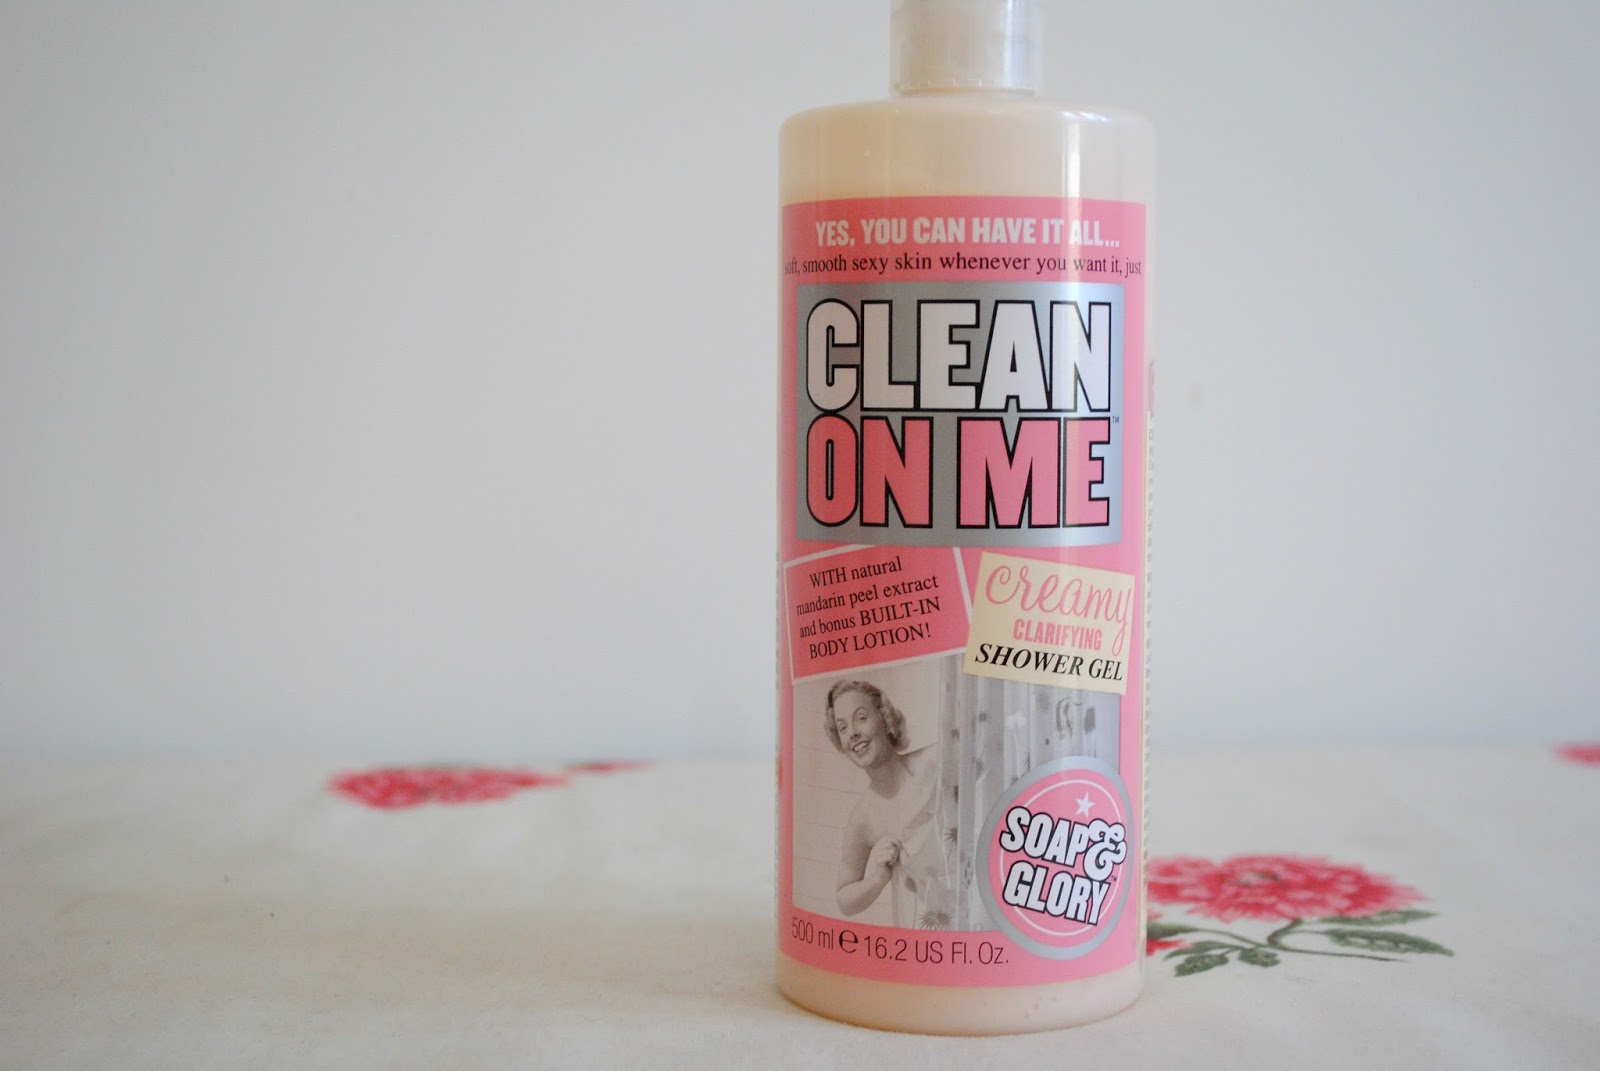 YES, YOU CAN HAVE IT ALL...
soft, smooth sexy skin whenever you want it, just
CLEAN
ON ME™
WITH natural
mandarin peel extract
and bonus BUILT-IN
BODY LOTION!
creamy
CLARIFYING
SHOWER GEL
SOAP&
GLORY™
500 ml ℮ 16.2 US Fl. Oz.